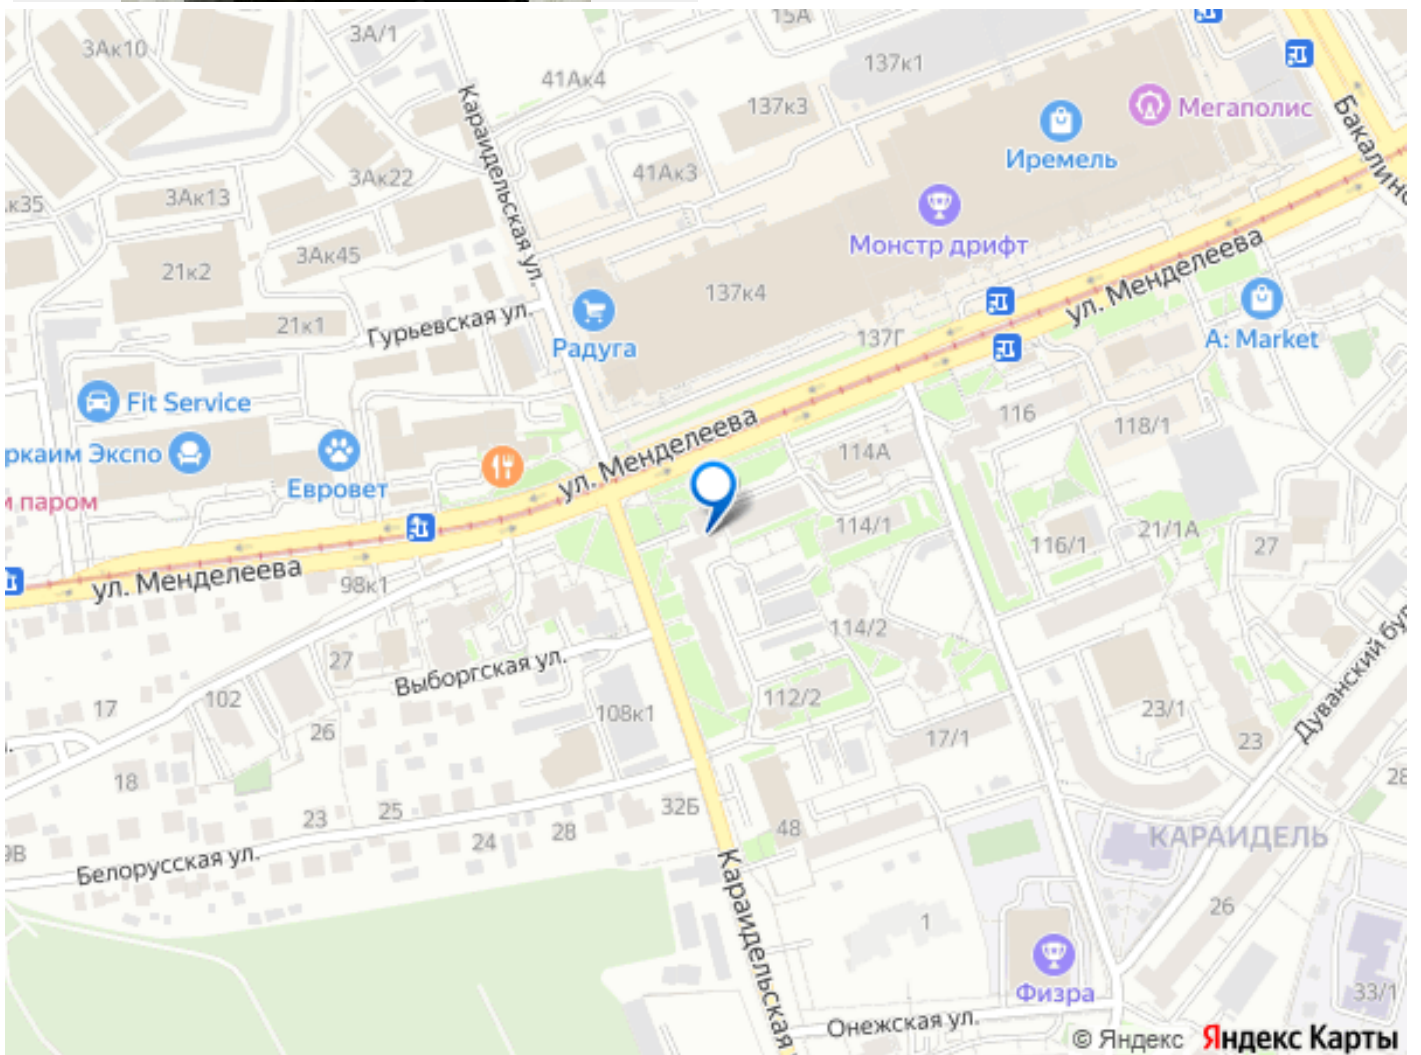 15А
3А/1
3Ак10
137к1
41Ак4
137к3
Мегаполис
Бакалинс
Караидельская ул.
Иремель
41Ак3
3Ак22
3Ак13
.к35
Монстр дрифт
3Ак45
21к2
137к4
ул. Менделеева
21к1
Гурьевская ул.
Радуга
137Г
A: Market
Fit Service
116
118/1
ул. Менделеева
114А
ркаим Экспо
Евровет
и паром
114/1
21/1А
116/1
27
ул. Менделеева
98к1
114/2
27
Выборгская ул.
Дуванский бул
112/2
102
17
108к1
23/1
26
17/1
23
18
28
32Б
25
23
28
24
48
КАРАИДЕЛЬ
9В
Белорусская ул.
Караидельская
26
1
Физра
33/1
Онежская ул.
© Яндекс Яндекс Карты